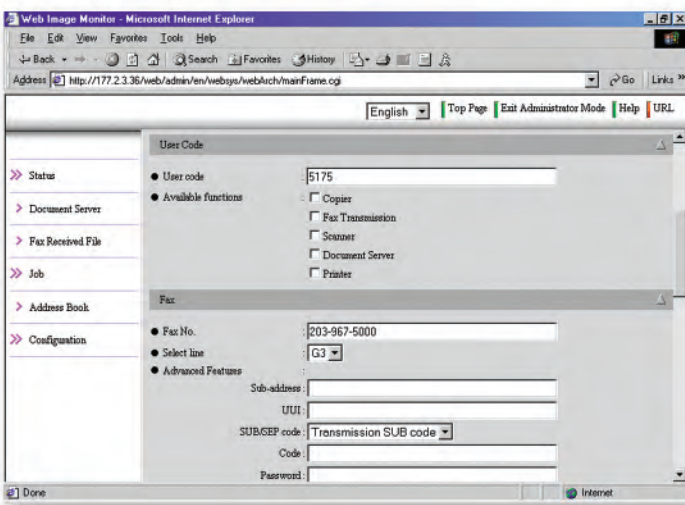 Web Image Monitor - Microsoft Internet Explorer
File Edit View Favorites Tools Help
Back Search Favorites History
Address http://177.2.3.36/web/admin/en/websys/webArch/mainFrame.cgi Go Links »
English Top Page Exit Administrator Mode Help URL
User Code
Status
User code : 5175
Available functions : Copier
Document Server
Fax Transmission
Fax Received File
Scanner
Document Server
Job
Printer
Address Book
Fax
Configuration
Fax No. : 203-967-5000
Select line : G3
Advanced Features :
Sub-address :
UUI :
SUB/SEP code : Transmission SUB code
Code :
Password :
Done Internet